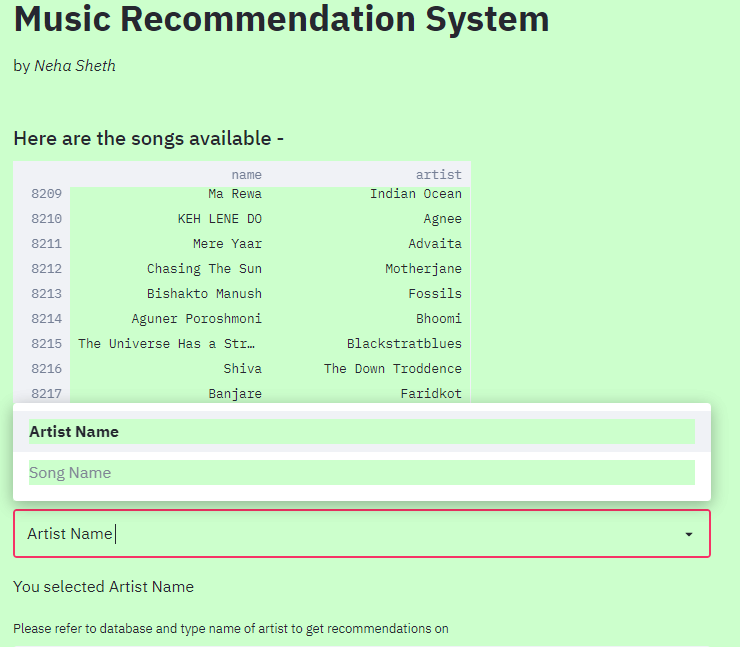 Music Recommendation System
by Neha Sheth
Here are the songs available -
name artist
8209 Ma Rewa Indian Ocean
8210 KEH LENE DO Agnee
8211 Mere Yaar Advaita
8212 Chasing The Sun Motherjane
8213 Bishakto Manush Fossils
8214 Aguner Poroshmoni Bhoomi
8215 The Universe Has a Str… Blackstratblues
8216 Shiva The Down Troddence
8217 Banjare Faridkot
Artist Name
Song Name
Artist Name
You selected Artist Name
Please refer to database and type name of artist to get recommendations on